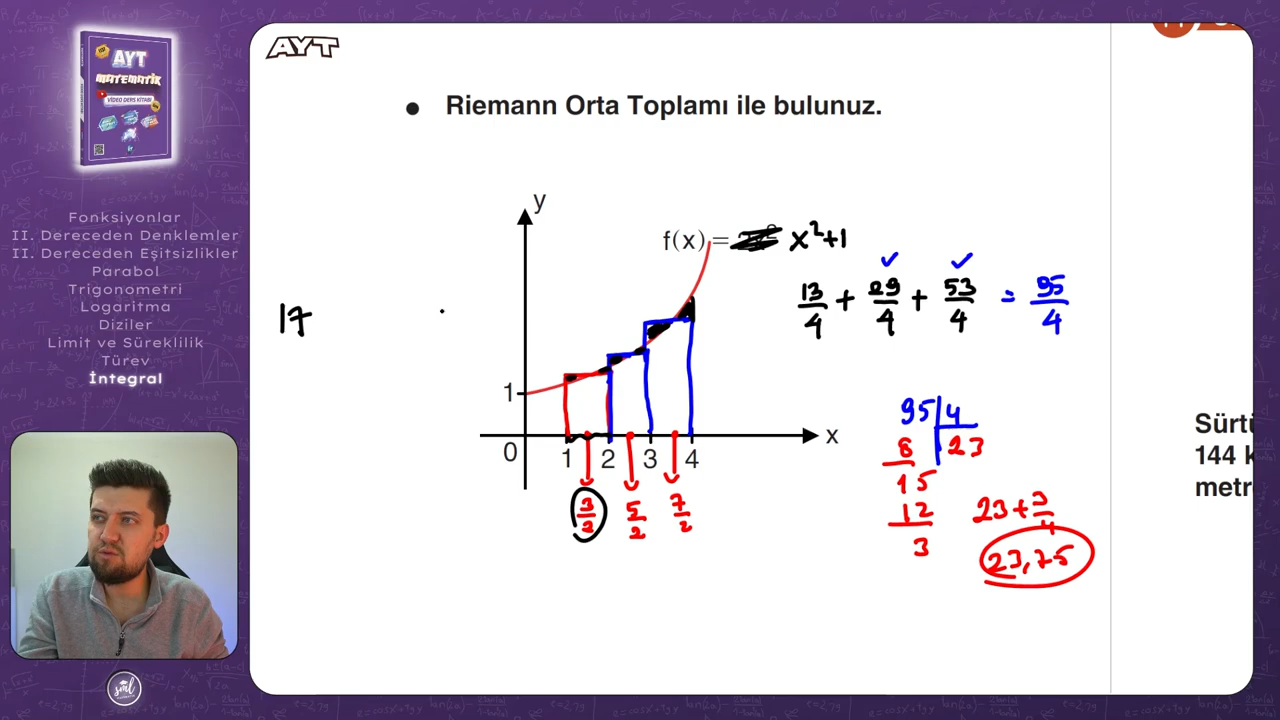 AYT
AYT
MATEMATİK
VİDEO DERS KİTABI
Fonksiyonlar
II. Dereceden Denklemler
II. Dereceden Eşitsizlikler
Parabol
Trigonometri
Logaritma
Diziler
Limit ve Süreklilik
Türev
İntegral
sml
• Riemann Orta Toplamı ile bulunuz.
y
f(x) = x²+1
13/4 + 29/4 + 53/4 = 95/4
17
1
0 1 2 3 4 x
3/2 5/2 7/2
95 4
8 23
15
12
3
23+3/4
23,75
Sürtü
144 k
metr